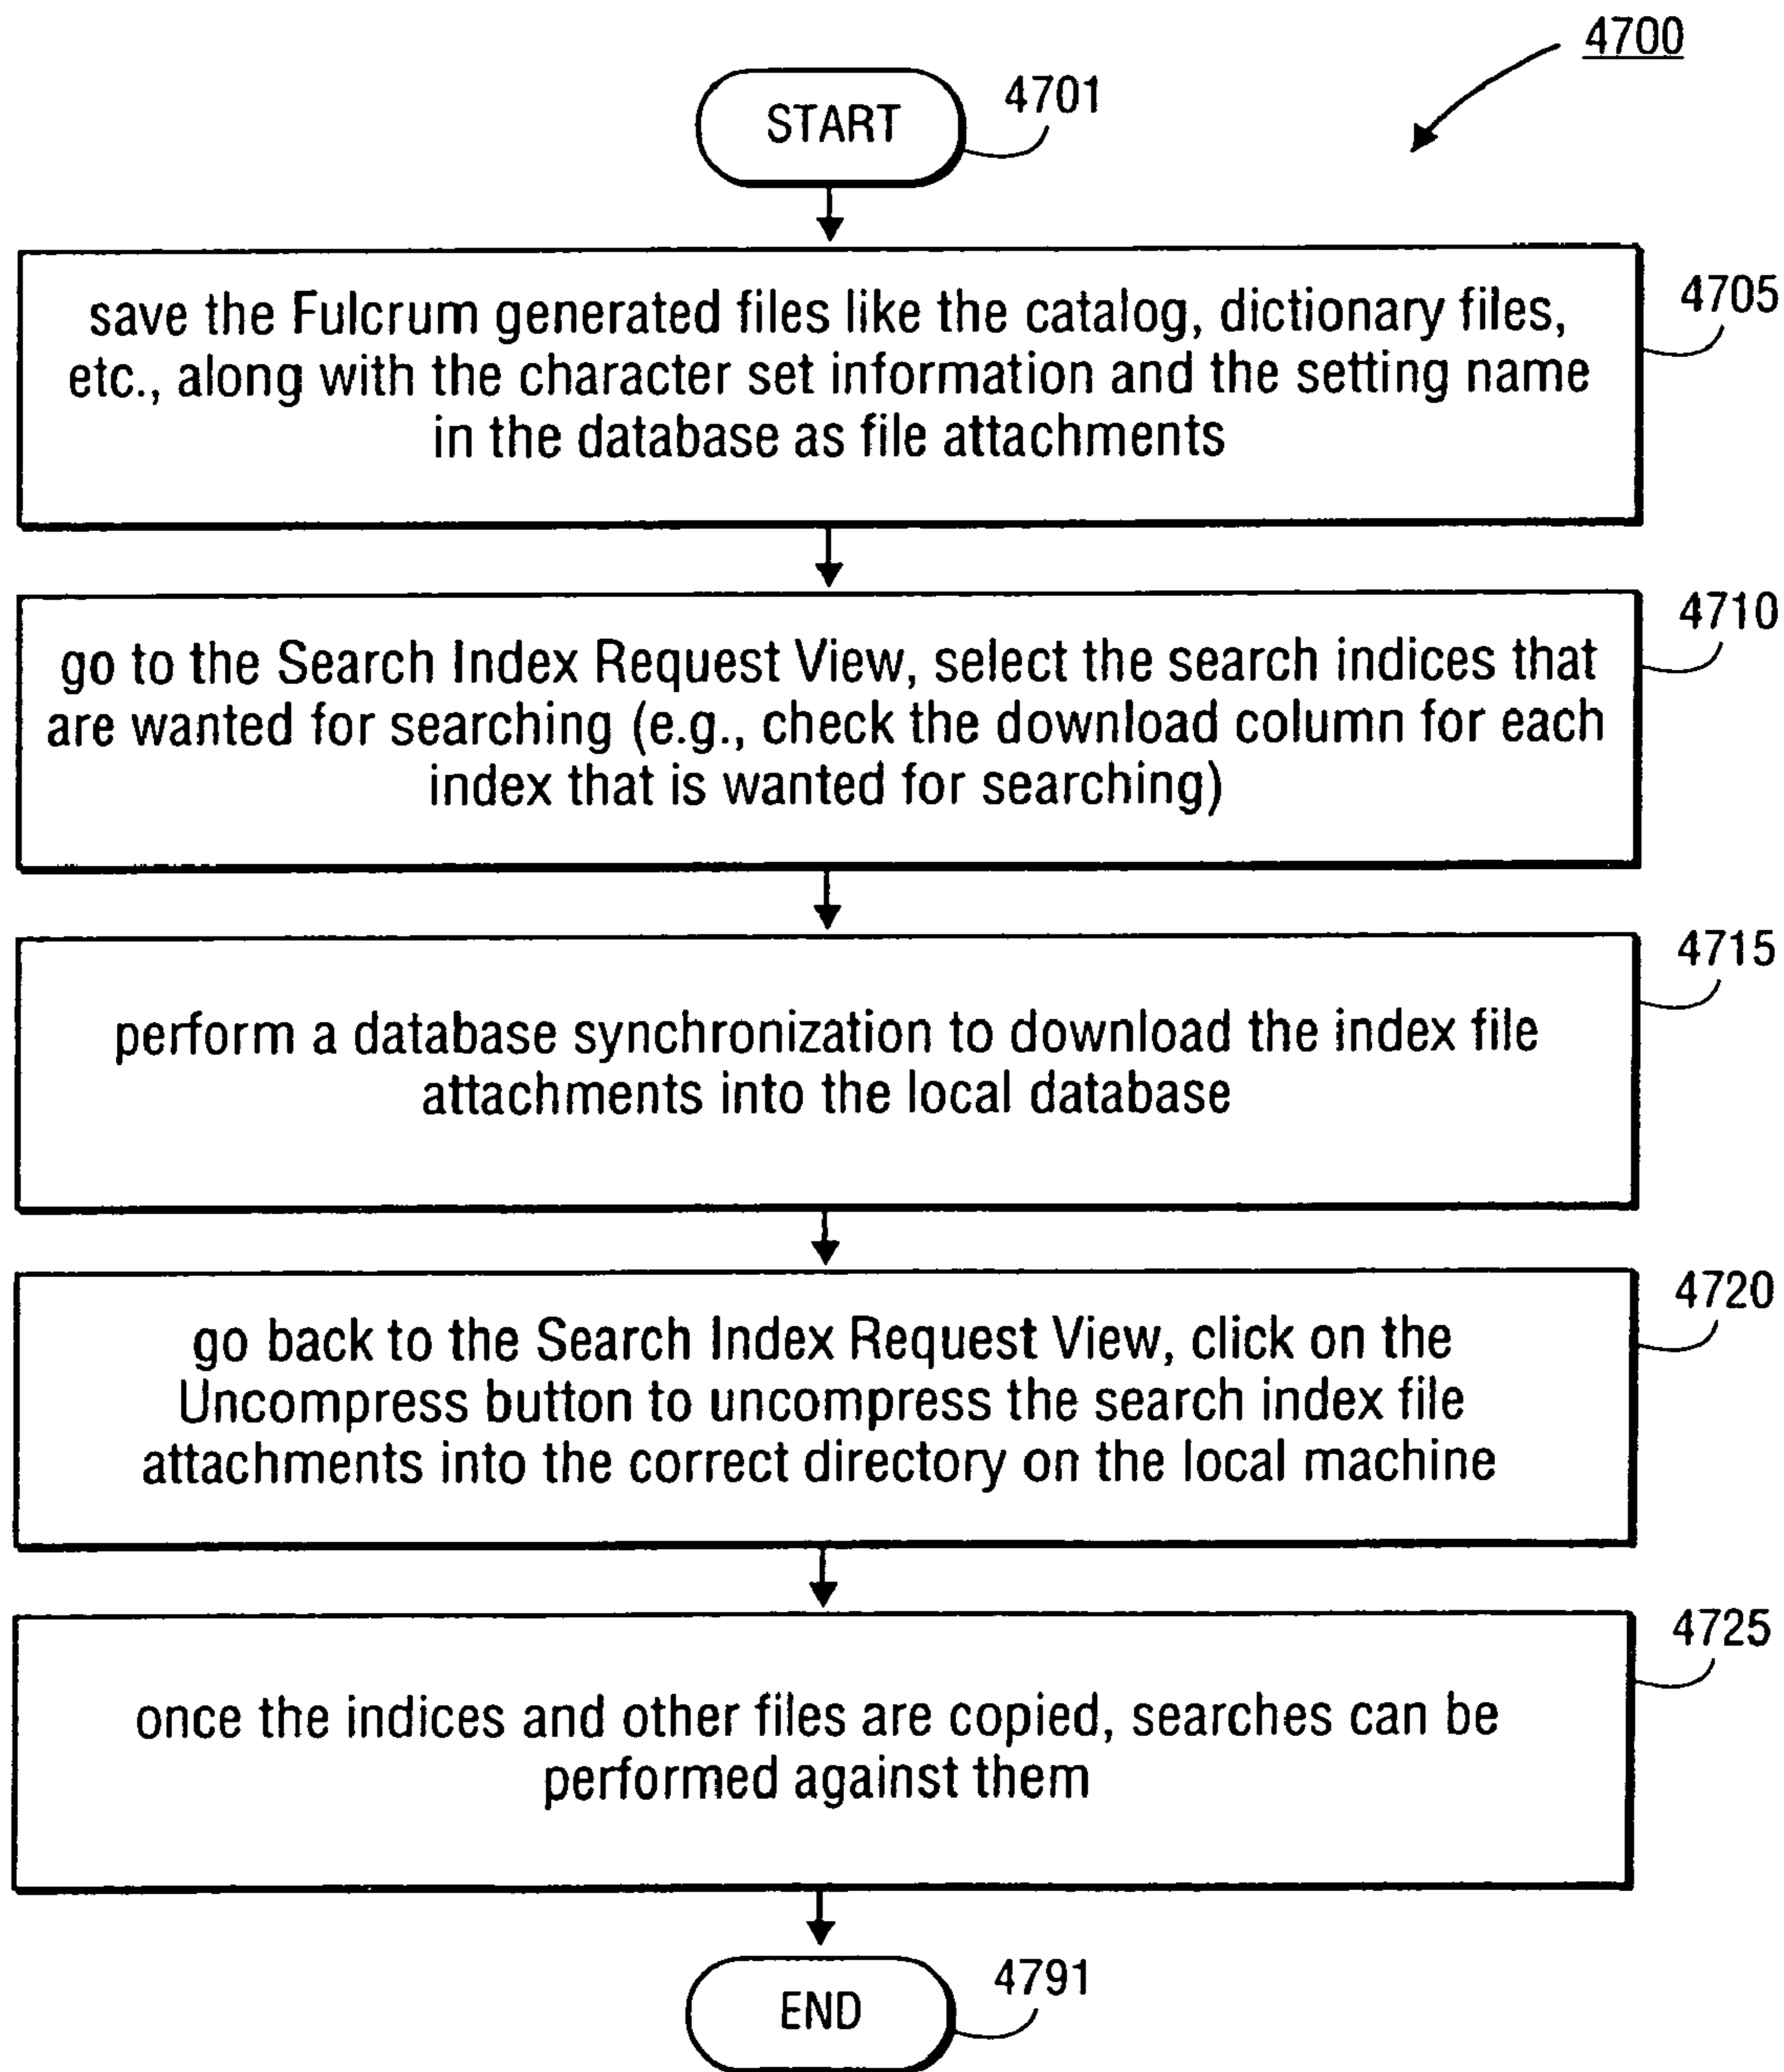 4700
START
4701
4705
save the Fulcrum generated files like the catalog, dictionary files,
etc., along with the character set information and the setting name
in the database as file attachments
4710
go to the Search Index Request View, select the search indices that
are wanted for searching (e.g., check the download column for each
index that is wanted for searching)
4715
perform a database synchronization to download the index file
attachments into the local database
4720
go back to the Search Index Request View, click on the
Uncompress button to uncompress the search index file
attachments into the correct directory on the local machine
4725
once the indices and other files are copied, searches can be
performed against them
END
4791